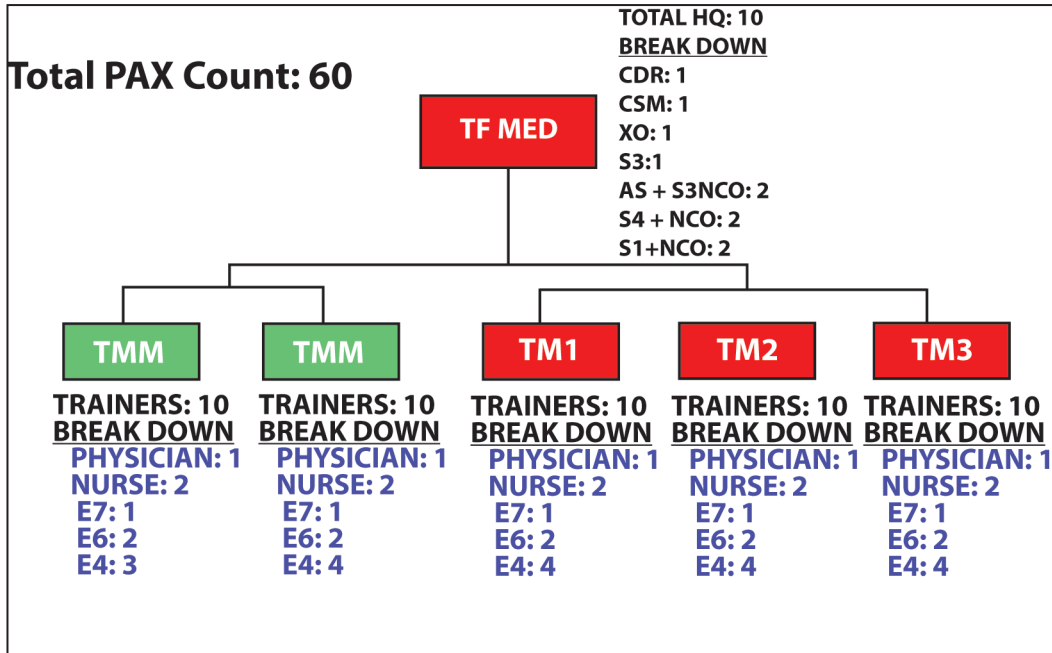 TOTAL HQ: 10
BREAK DOWN
CDR: 1
CSM: 1
XO: 1
S3:1
AS + S3NCO: 2
S4 + NCO: 2
S1+NCO: 2
Total PAX Count: 60
TF MED
TMM
TRAINERS: 10
BREAK DOWN
PHYSICIAN: 1
NURSE: 2
E7: 1
E6: 2
E4: 3
TMM
TRAINERS: 10
BREAK DOWN
PHYSICIAN: 1
NURSE: 2
E7: 1
E6: 2
E4: 4
TM1
TRAINERS: 10
BREAK DOWN
PHYSICIAN: 1
NURSE: 2
E7: 1
E6: 2
E4: 4
TM2
TRAINERS: 10
BREAK DOWN
PHYSICIAN: 1
NURSE: 2
E7: 1
E6: 2
E4: 4
TM3
TRAINERS: 10
BREAK DOWN
PHYSICIAN: 1
NURSE: 2
E7: 1
E6: 2
E4: 4